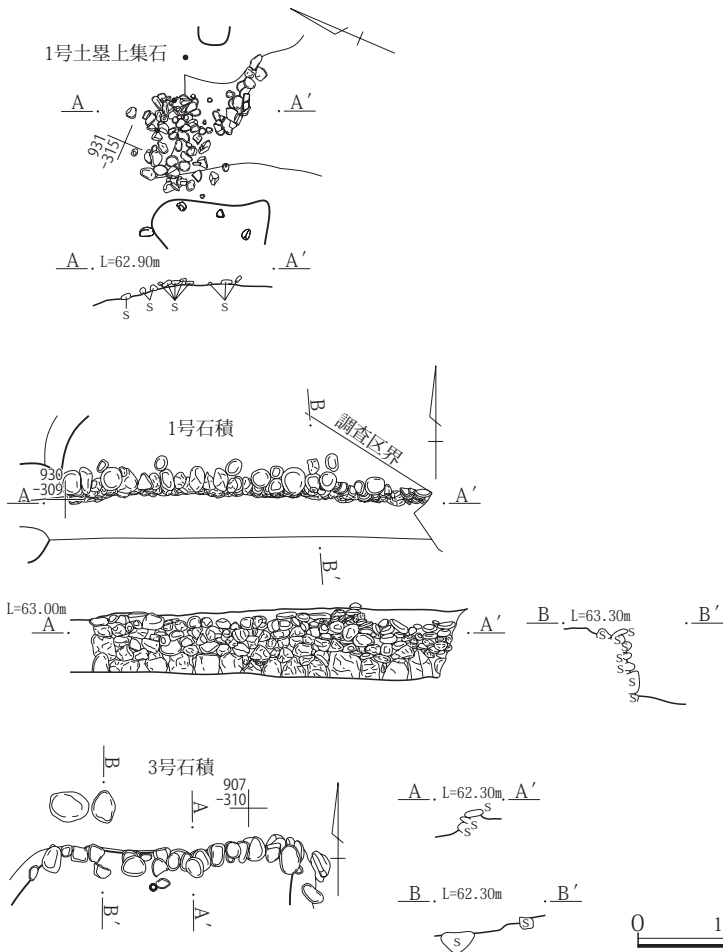 1号土塁上集石
A A′
931
-315
A L=62.90m A′
S S S S
1号石積
B
調査区界
930
-309
A A′
B′
L=63.00m
A A′
B L=63.30m B′
S S S S S S S S
3号石積
B
907
-310
A
B′ A′
A L=62.30m A′
S S S
B L=62.30m B′
S S
0 1